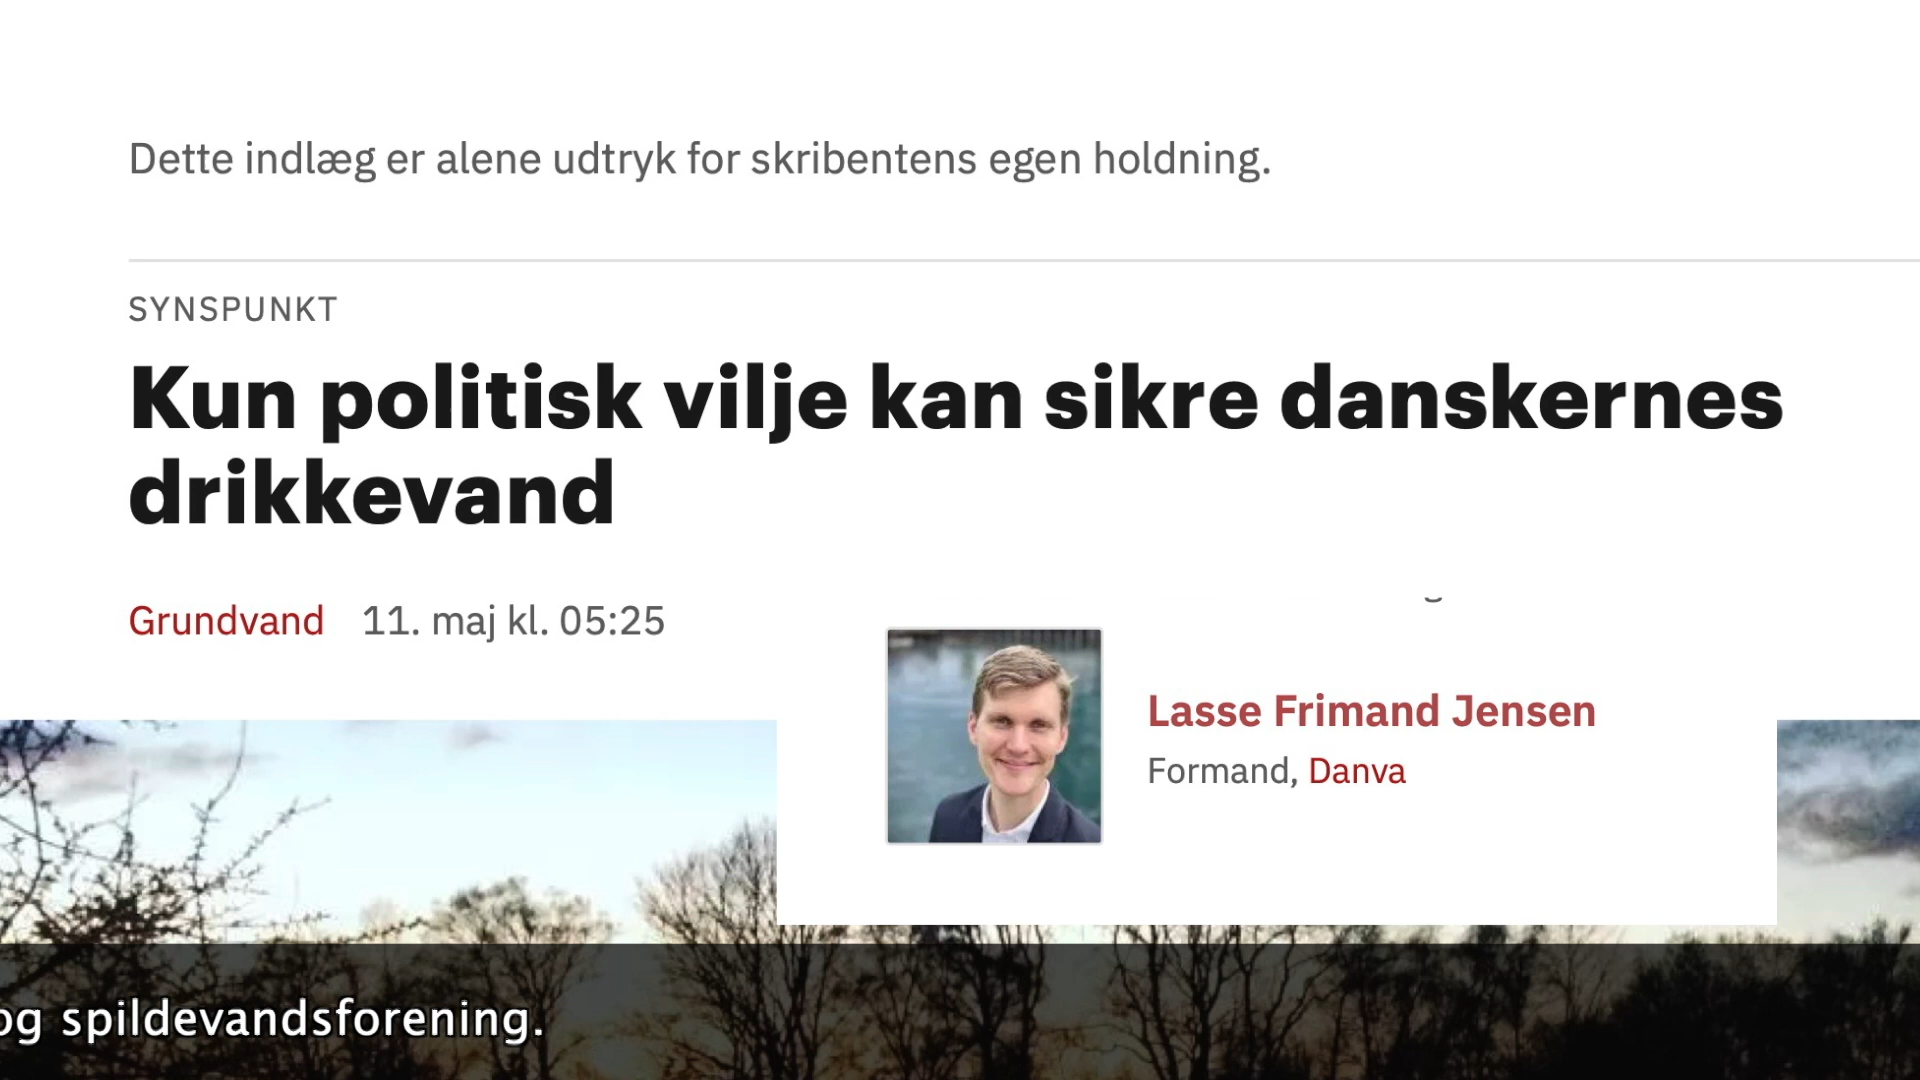 Dette indlæg er alene udtryk for skribentens egen holdning.
SYNSPUNKT
Kun politisk vilje kan sikre danskernes
drikkevand
Grundvand 11. maj kl. 05:25
Lasse Frimand Jensen
Formand, Danva
og spildevandsforening.